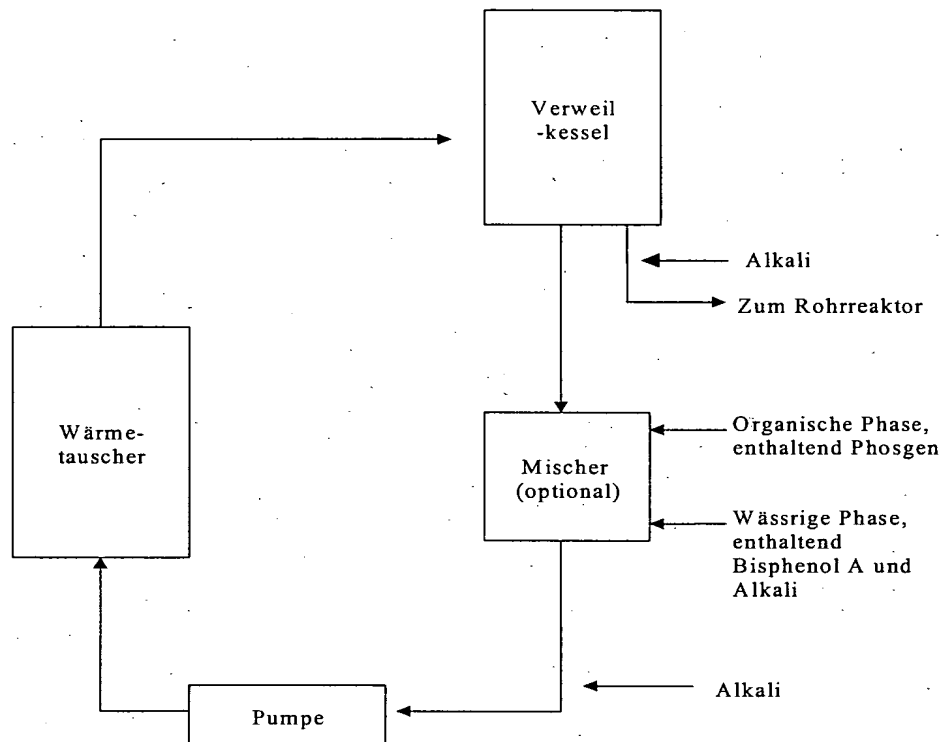 Verweil
-kessel
Alkali
Zum Rohrreaktor
Wärme-
tauscher
Organische Phase,
enthaltend Phosgen
Mischer
(optional)
Wässrige Phase,
enthaltend
Bisphenol A und
Alkali
Alkali
Pumpe